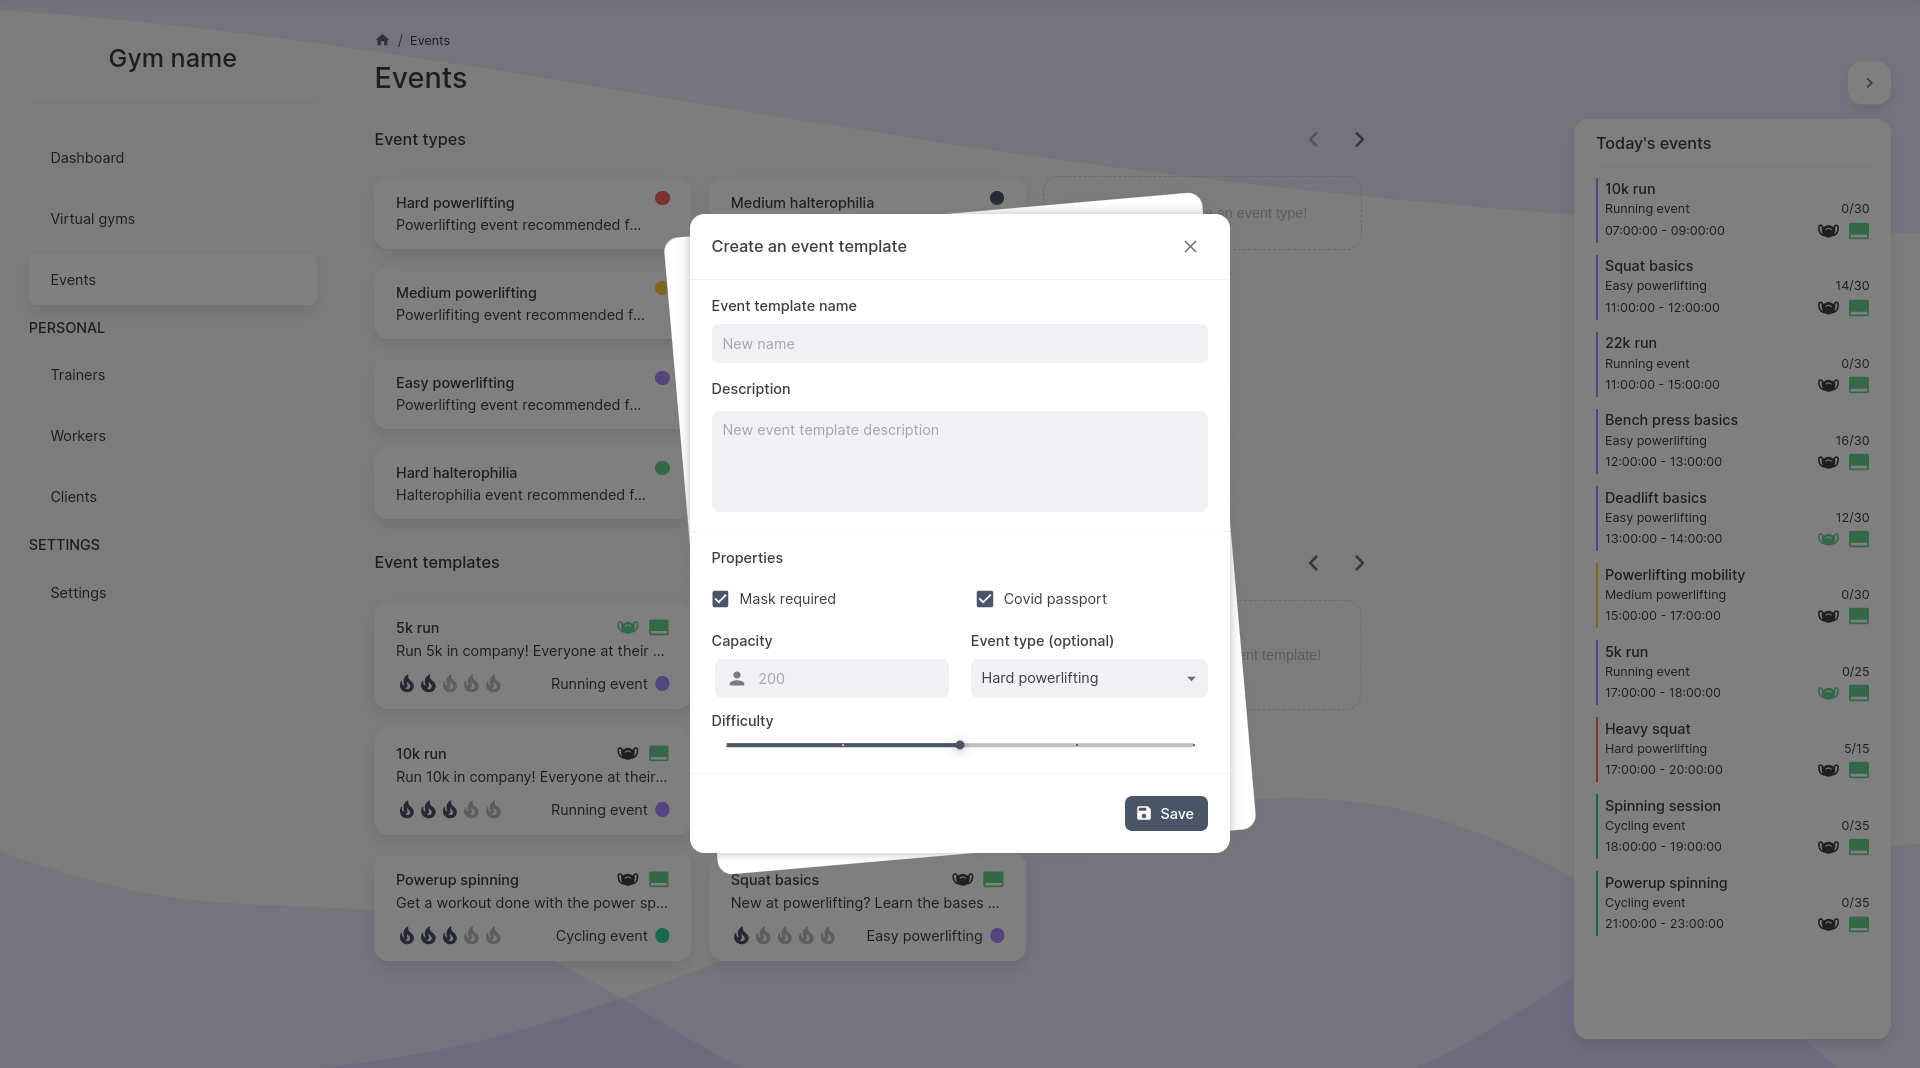 Gym name
Dashboard
Virtual gyms
Events
PERSONAL
Trainers
Workers
Clients
SETTINGS
Settings
/ Events
Events
Event types
Hard powerlifting
Powerlifting event recommended f...
Medium halterophilia
an event type!
Medium powerlifting
Powerlifiting event recommended f...
Easy powerlifting
Powerlifting event recommended f...
Hard halterophilia
Halterophilia event recommended f...
Event templates
5k run
Run 5k in company! Everyone at their ...
Running event
template!
10k run
Run 10k in company! Everyone at their...
Running event
Powerup spinning
Get a workout done with the power sp...
Cycling event
Squat basics
New at powerlifting? Learn the bases ...
Easy powerlifting
Create an event template
Event template name
New name
Description
New event template description
Properties
Mask required
Covid passport
Capacity
200
Event type (optional)
Hard powerlifting
Difficulty
Save
Today's events
10k run
Running event 0/30
07:00:00 - 09:00:00
Squat basics
Easy powerlifting 14/30
11:00:00 - 12:00:00
22k run
Running event 0/30
11:00:00 - 15:00:00
Bench press basics
Easy powerlifting 16/30
12:00:00 - 13:00:00
Deadlift basics
Easy powerlifting 12/30
13:00:00 - 14:00:00
Powerlifting mobility
Medium powerlifting 0/30
15:00:00 - 17:00:00
5k run
Running event 0/25
17:00:00 - 18:00:00
Heavy squat
Hard powerlifting 5/15
17:00:00 - 20:00:00
Spinning session
Cycling event 0/35
18:00:00 - 19:00:00
Powerup spinning
Cycling event 0/35
21:00:00 - 23:00:00